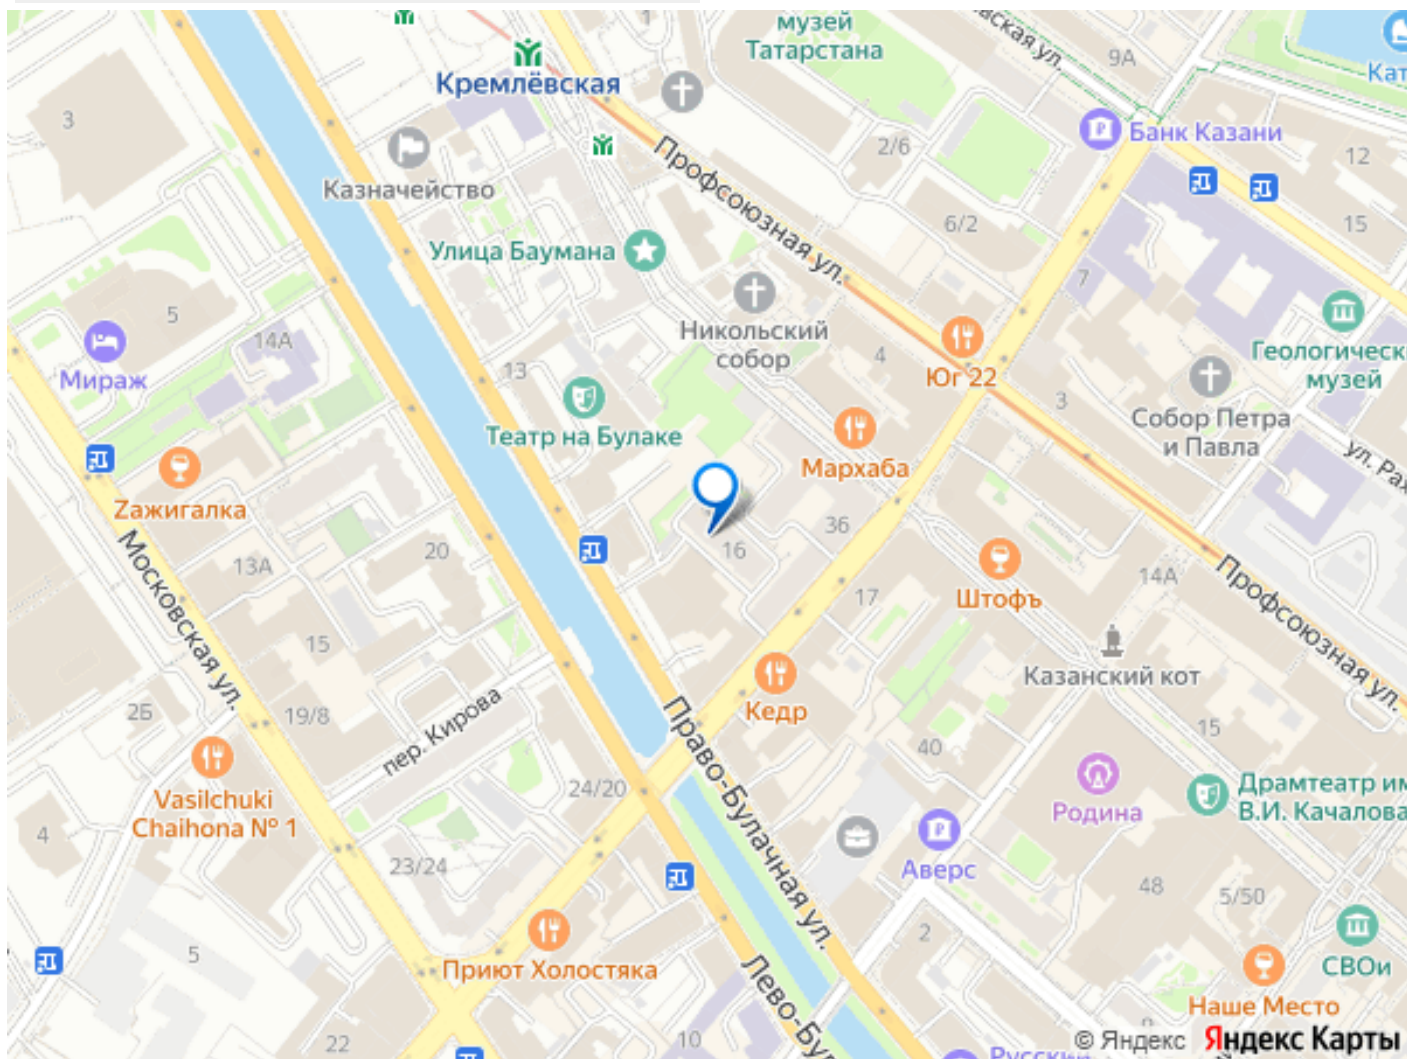 музей
Татарстана
1
9А
Кат
3
Кремлёвская
Банк Казани
2/6
12
Казначейство
Профсоюзная ул.
6/2
15
Улица Баумана
7
5
14А
Никольский
собор
4
Геологическ
музей
Мираж
13
Юг 22
3
Собор Петра
и Павла
Театр на Булаке
Мархаба
ул. Рах
Zажигалка
36
20
16
13А
14А
Штофъ
17
Профсоюзная ул.
Московская ул.
15
Казанский кот
2Б
19/8
пер. Кирова
Кедр
Право-Булачная ул.
15
40
24/20
Vasilchuki
Chaihona № 1
Родина
Драмтеатр им
В.И. Качалова
4
23/24
Аверс
48
5/50
2
5
Приют Холостяка
СВОи
Лево-Бул
Наше Место
22
10
© Яндекс Яндекс Карты